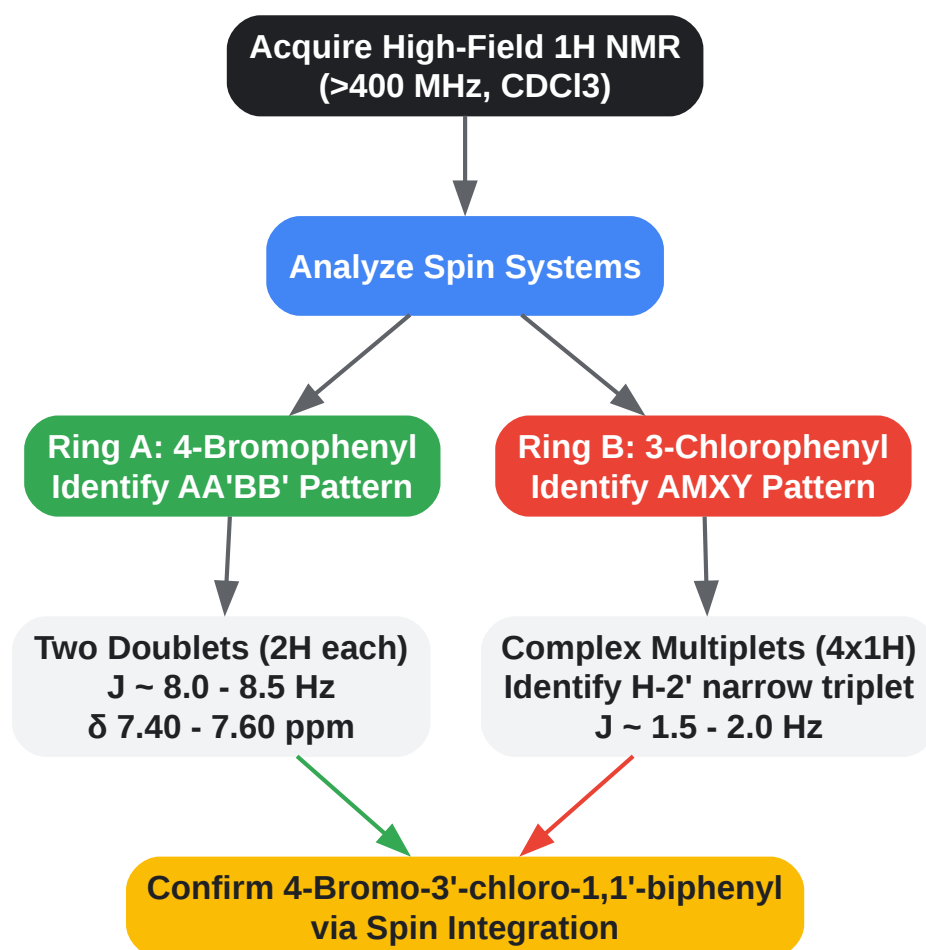 Acquire High-Field 1H NMR
(>400 MHz, CDCl3)
Analyze Spin Systems
Ring A: 4-Bromophenyl
Identify AA'BB' Pattern
Ring B: 3-Chlorophenyl
Identify AMXY Pattern
Two Doublets (2H each)
J ~ 8.0 - 8.5 Hz
δ 7.40 - 7.60 ppm
Complex Multiplets (4x1H)
Identify H-2' narrow triplet
J ~ 1.5 - 2.0 Hz
Confirm 4-Bromo-3'-chloro-1,1'-biphenyl
via Spin Integration